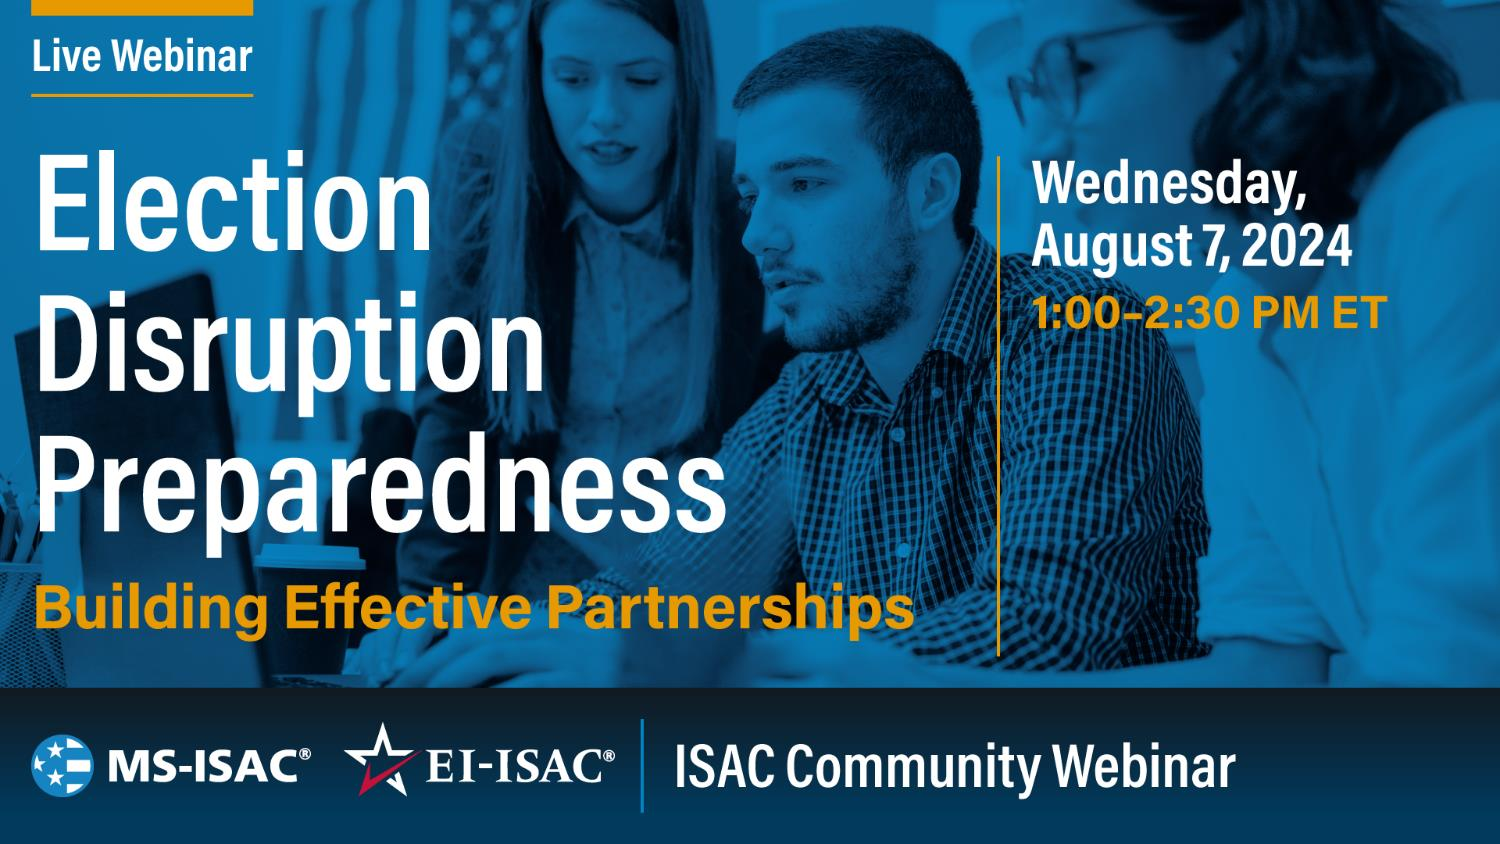 Live Webinar
Election
Disruption
Preparedness
Building Effective Partnerships
Wednesday,
August 7, 2024
1:00–2:30 PM ET
MS-ISAC®
EI-ISAC®
ISAC Community Webinar